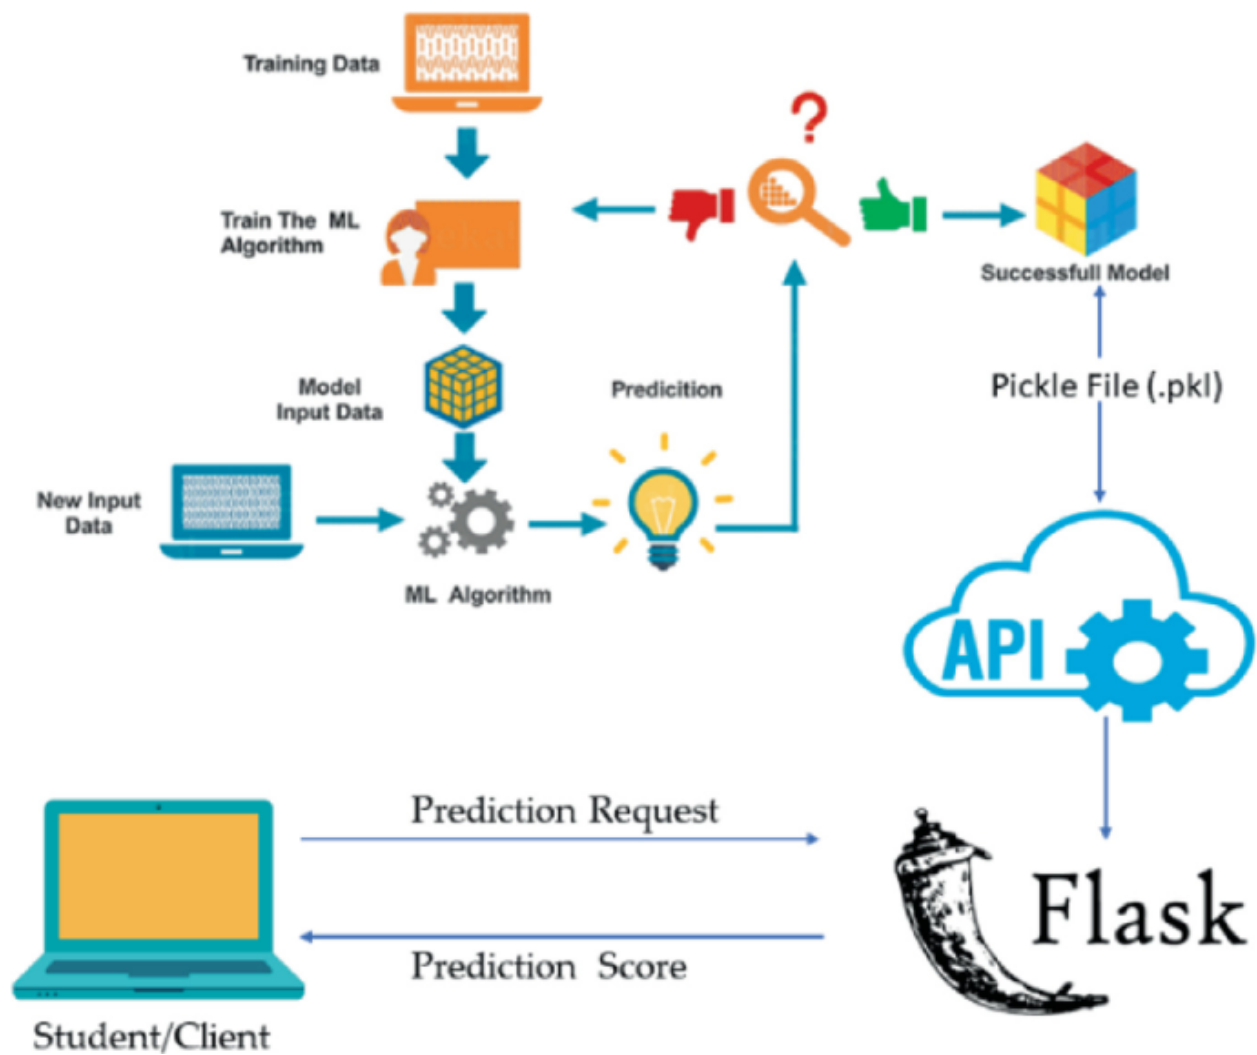 Training Data
?
Train The ML
Algorithm
Successfull Model
Model
Input Data
Predicition
Pickle File (.pkl)
New Input
Data
ML Algorithm
API
Prediction Request
Flask
Prediction Score
Student/Client